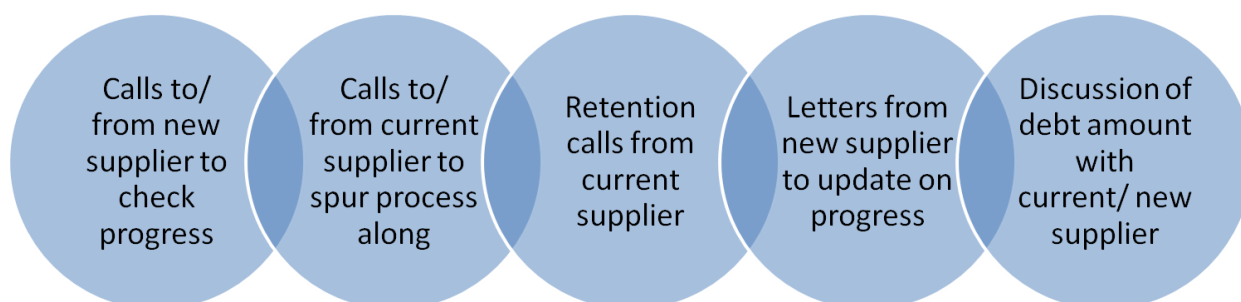 Calls to/
from new
supplier to
check
progress
Calls to/
from current
supplier to
spur process
along
Retention
calls from
current
supplier
Letters from
new supplier
to update on
progress
Discussion of
debt amount
with
current/ new
supplier